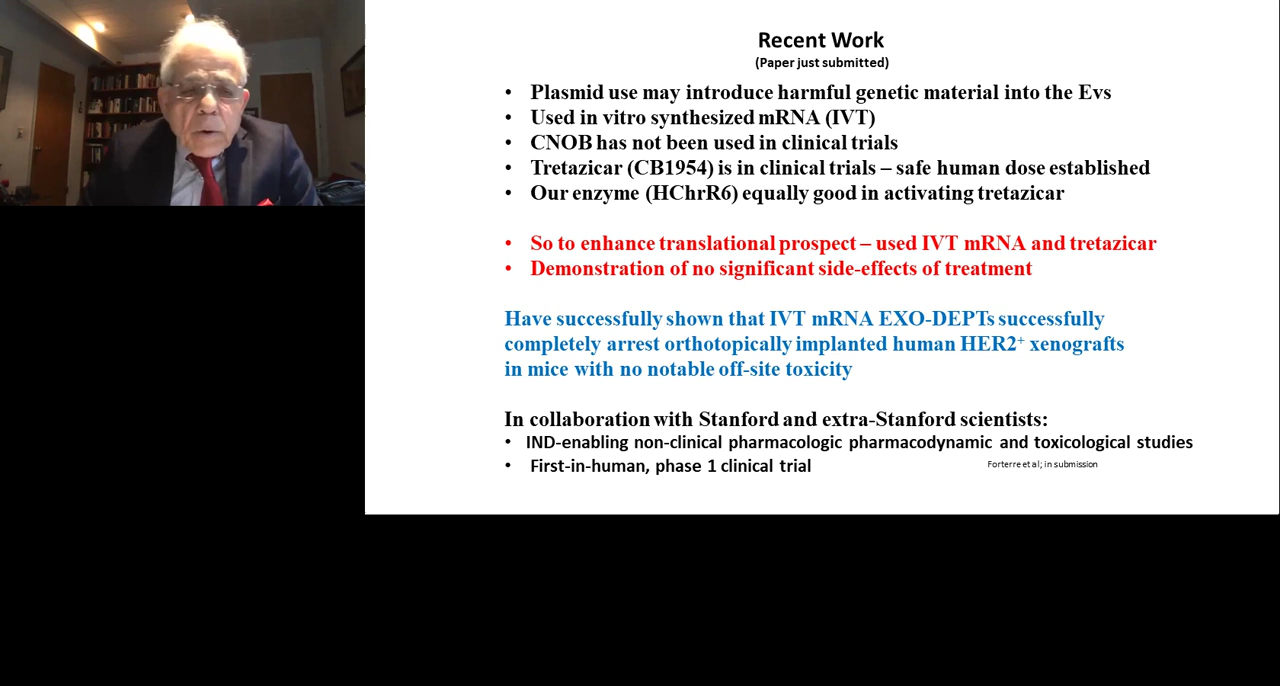 Recent Work
(Paper just submitted)
• Plasmid use may introduce harmful genetic material into the Evs
• Used in vitro synthesized mRNA (IVT)
• CNOB has not been used in clinical trials
• Tretazicar (CB1954) is in clinical trials – safe human dose established
• Our enzyme (HChrR6) equally good in activating tretazicar
• So to enhance translational prospect – used IVT mRNA and tretazicar
• Demonstration of no significant side-effects of treatment
Have successfully shown that IVT mRNA EXO-DEPTs successfully
completely arrest orthotopically implanted human HER2⁺ xenografts
in mice with no notable off-site toxicity
In collaboration with Stanford and extra-Stanford scientists:
• IND-enabling non-clinical pharmacologic pharmacodynamic and toxicological studies
• First-in-human, phase 1 clinical trial
Forterre et al; in submission